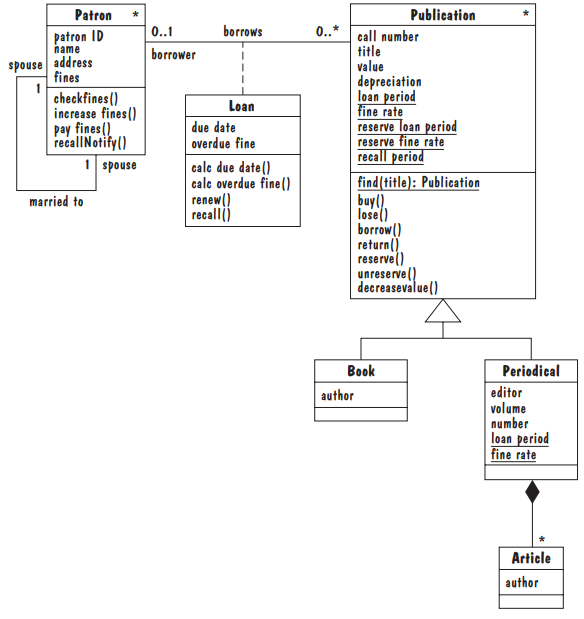 Patron *
patron ID
name
address
fines
checkfines()
increase fines()
pay fines()
recallNotify()
spouse
1
1 spouse
married to
0..1 borrows 0..*
borrower
Loan
due date
overdue fine
calc due date()
calc overdue fine()
renew()
recall()
Publication *
call number
title
value
depreciation
loan period
fine rate
reserve loan period
reserve fine rate
recall period
find(title): Publication
buy()
lose()
borrow()
return()
reserve()
unreserve()
decreasevalue()
Book
author
Periodical
editor
volume
number
loan period
fine rate
*
Article
author